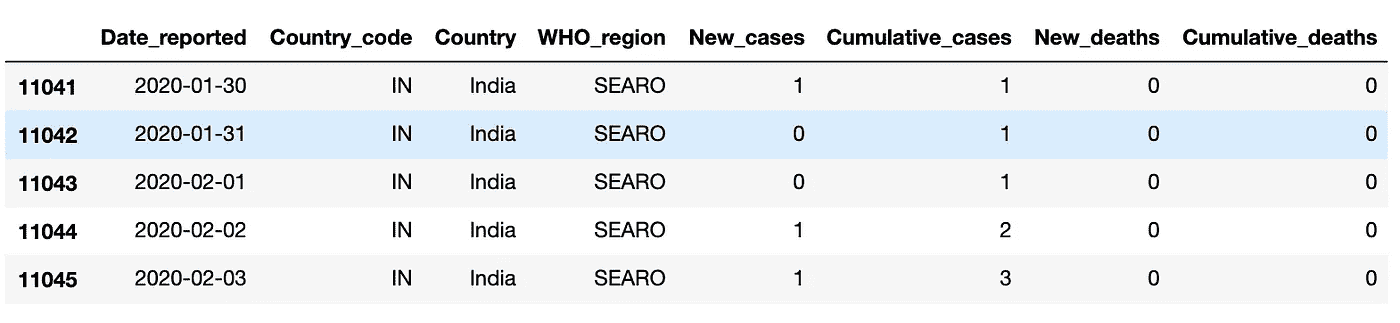 Date_reported Country_code Country WHO_region New_cases Cumulative_cases New_deaths Cumulative_deaths
11041 2020-01-30 IN India SEARO 1 1 0 0
11042 2020-01-31 IN India SEARO 0 1 0 0
11043 2020-02-01 IN India SEARO 0 1 0 0
11044 2020-02-02 IN India SEARO 1 2 0 0
11045 2020-02-03 IN India SEARO 1 3 0 0